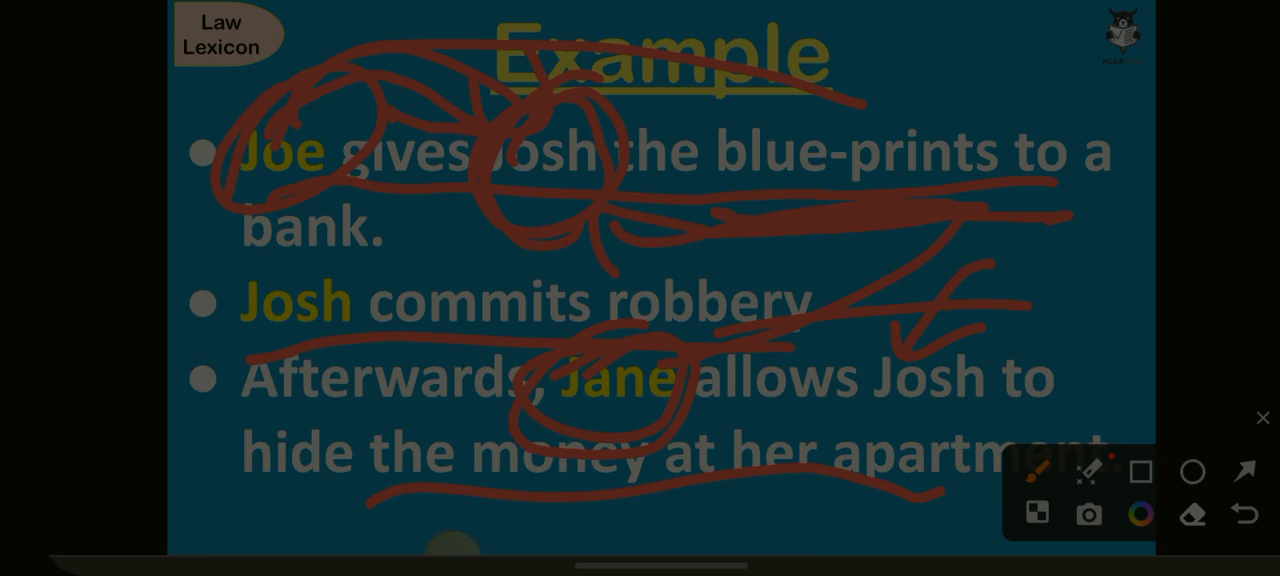 Law
Lexicon
Example
Joe gives Josh the blue-prints to a
bank.
Josh commits robbery
Afterwards, Jane allows Josh to
hide the money at her apartment.